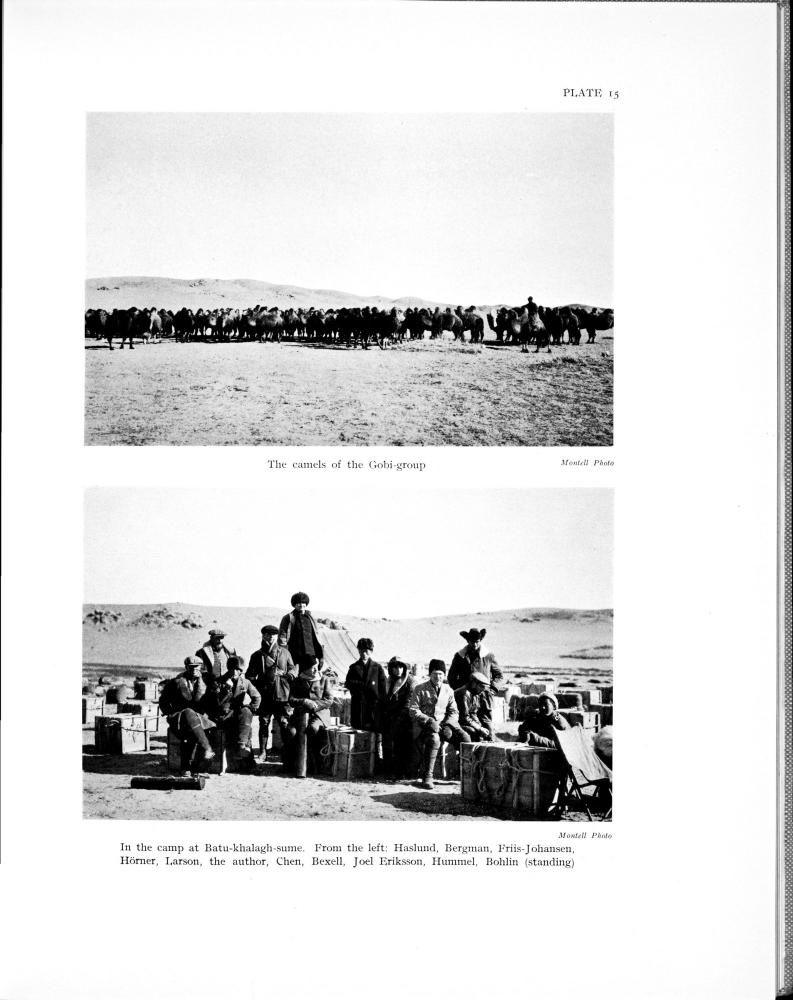 PLATE 15
The camels of the Gobi-group
Montell Photo
Montell Photo
In the camp at Batu-khalagh-sume. From the left: Haslund, Bergman, Friis-Johansen,
Hörner, Larson, the author, Chen, Bexell, Joel Eriksson, Hummel, Bohlin (standing)